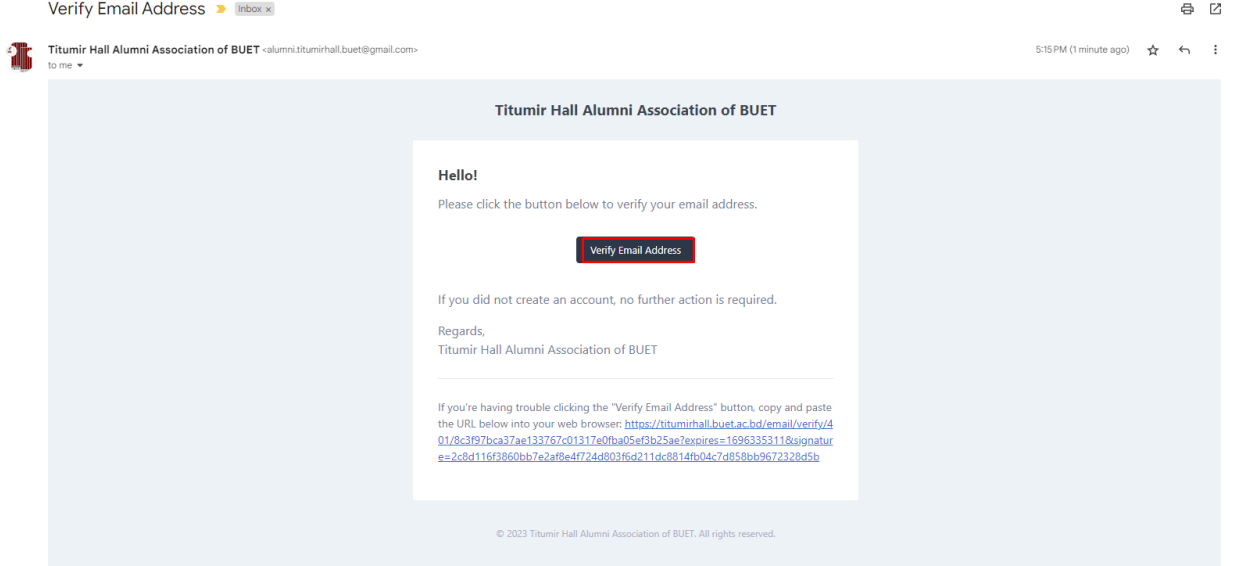 Verify Email Address Inbox x
Titumir Hall Alumni Association of BUET <alumni.titumirhall.buet@gmail.com> 5:15 PM (1 minute ago)
to me
Titumir Hall Alumni Association of BUET
Hello!
Please click the button below to verify your email address.
Verify Email Address
If you did not create an account, no further action is required.
Regards,
Titumir Hall Alumni Association of BUET
If you're having trouble clicking the "Verify Email Address" button, copy and paste
the URL below into your web browser: https://titumirhall.buet.ac.bd/email/verify/4
01/8c3f97bca37ae133767c01317e0fba05ef3b25ae?expires=1696335311&signatur
e=2c8d116f3860bb7e2af8e4f724d803f6d211dc8814fb04c7d858bb9672328d5b
© 2023 Titumir Hall Alumni Association of BUET. All rights reserved.